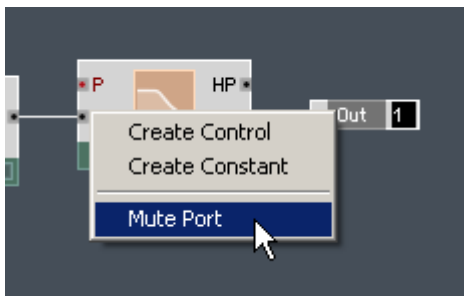 P HP
Out 1
Create Control
Create Constant
Mute Port